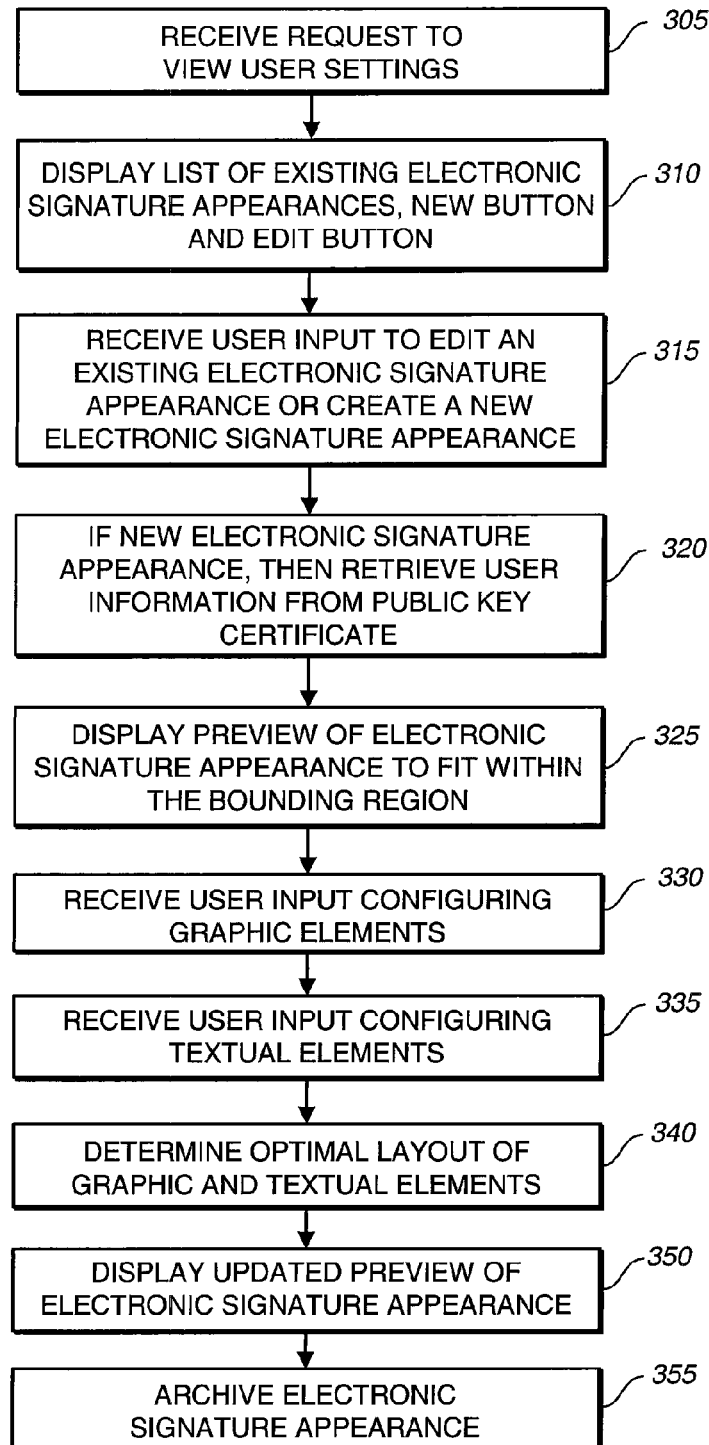 RECEIVE REQUEST TO
VIEW USER SETTINGS
305
DISPLAY LIST OF EXISTING ELECTRONIC
SIGNATURE APPEARANCES, NEW BUTTON
AND EDIT BUTTON
310
RECEIVE USER INPUT TO EDIT AN
EXISTING ELECTRONIC SIGNATURE
APPEARANCE OR CREATE A NEW
ELECTRONIC SIGNATURE APPEARANCE
315
IF NEW ELECTRONIC SIGNATURE
APPEARANCE, THEN RETRIEVE USER
INFORMATION FROM PUBLIC KEY
CERTIFICATE
320
DISPLAY PREVIEW OF ELECTRONIC
SIGNATURE APPEARANCE TO FIT WITHIN
THE BOUNDING REGION
325
RECEIVE USER INPUT CONFIGURING
GRAPHIC ELEMENTS
330
RECEIVE USER INPUT CONFIGURING
TEXTUAL ELEMENTS
335
DETERMINE OPTIMAL LAYOUT OF
GRAPHIC AND TEXTUAL ELEMENTS
340
DISPLAY UPDATED PREVIEW OF
ELECTRONIC SIGNATURE APPEARANCE
350
ARCHIVE ELECTRONIC
SIGNATURE APPEARANCE
355